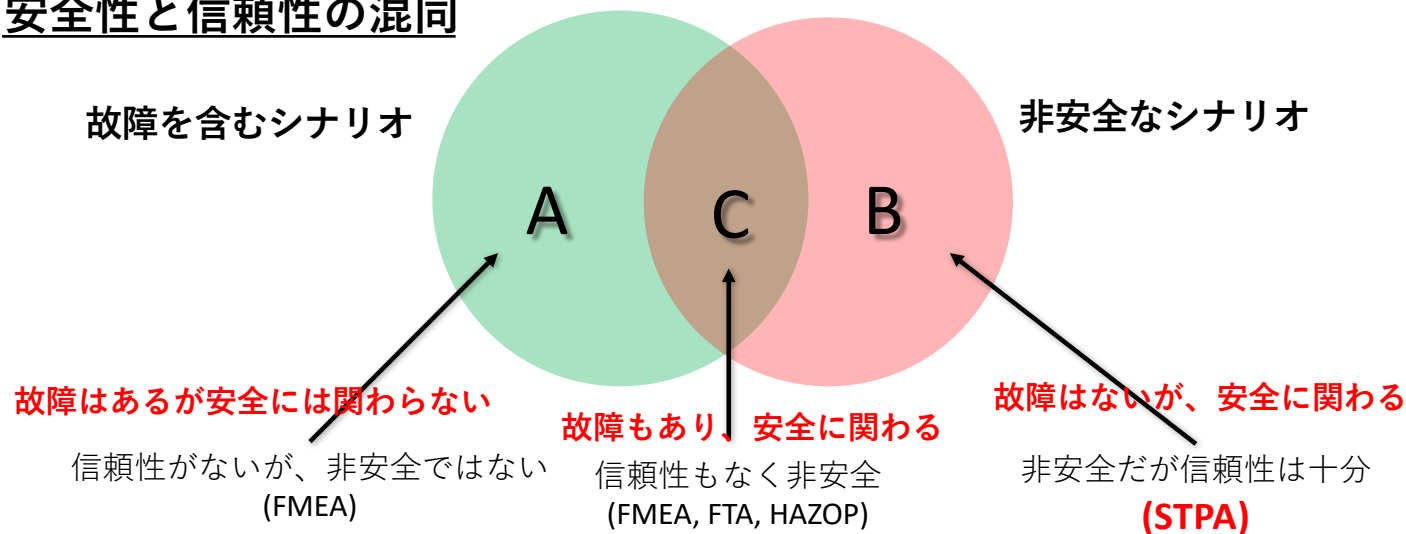 安全性と信頼性の混同
故障を含むシナリオ
非安全なシナリオ
A
C
B
故障はあるが安全には関わらない
信頼性がないが、非安全ではない
(FMEA)
故障もあり、安全に関わる
信頼性もなく非安全
(FMEA, FTA, HAZOP)
故障はないが、安全に関わる
非安全だが信頼性は十分
(STPA)